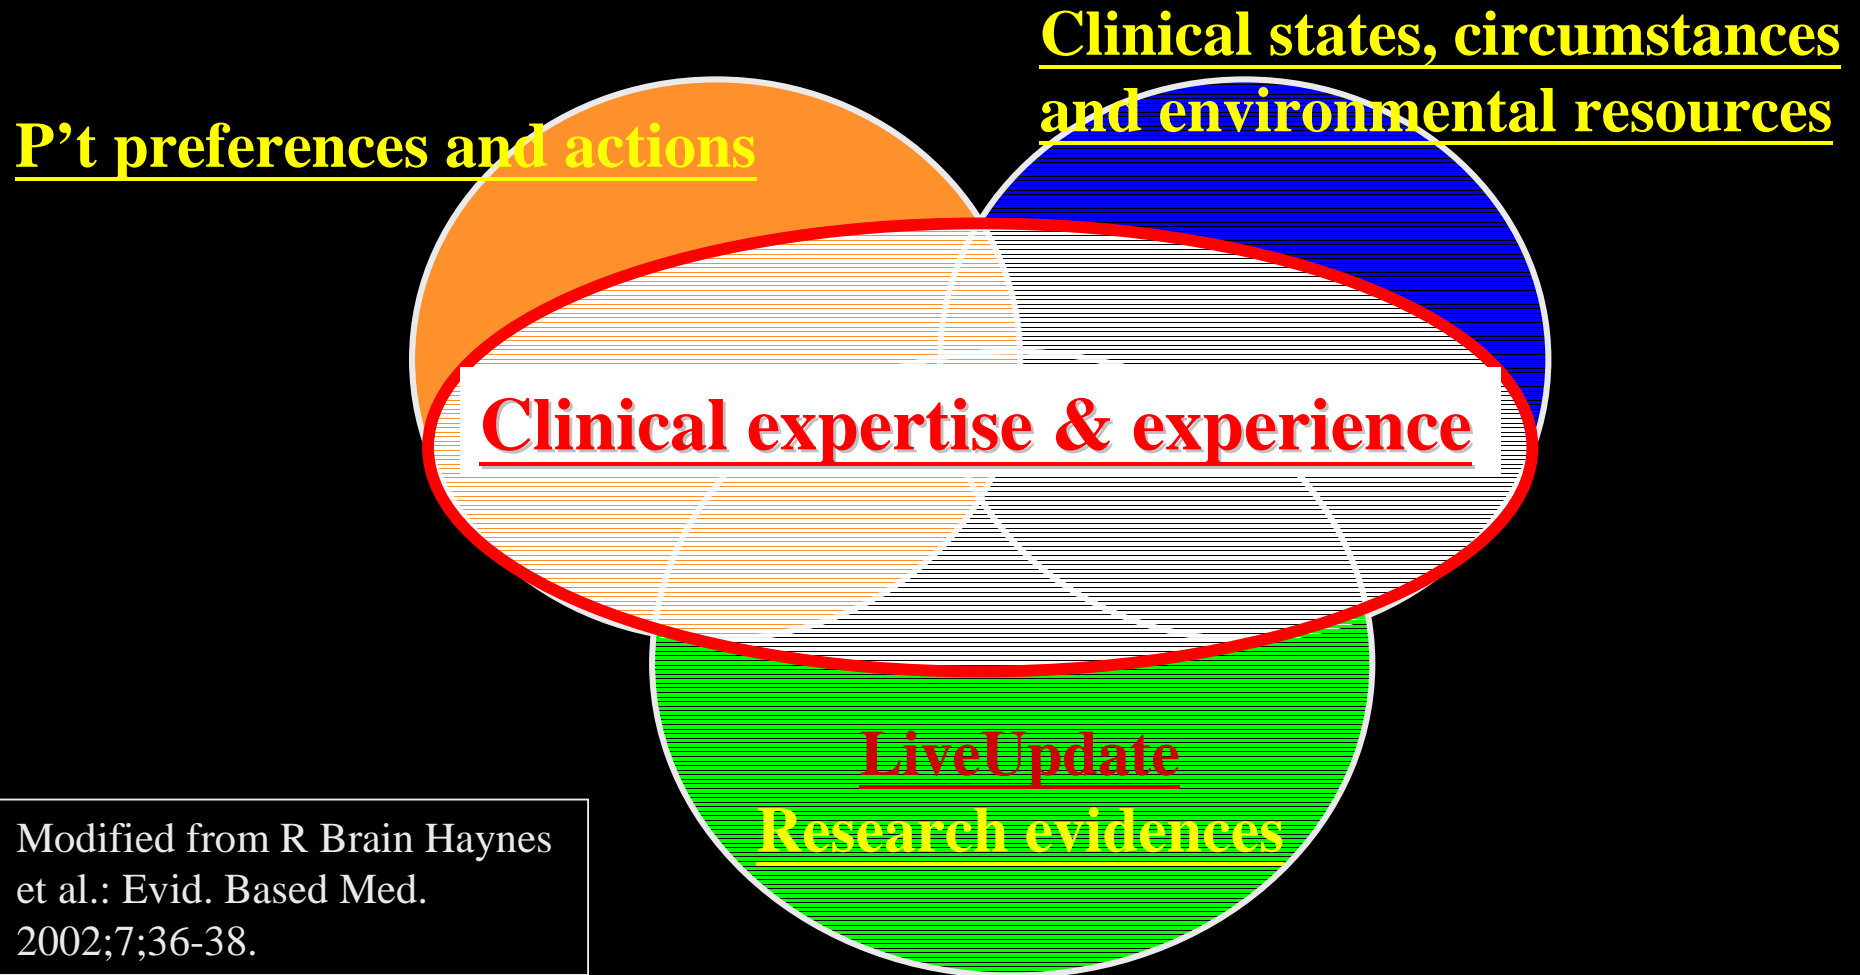 Clinical states, circumstances
and environmental resources
P’t preferences and actions
Clinical expertise & experience
LiveUpdate
Research evidences
Modified from R Brain Haynes
et al.: Evid. Based Med.
2002;7;36-38.